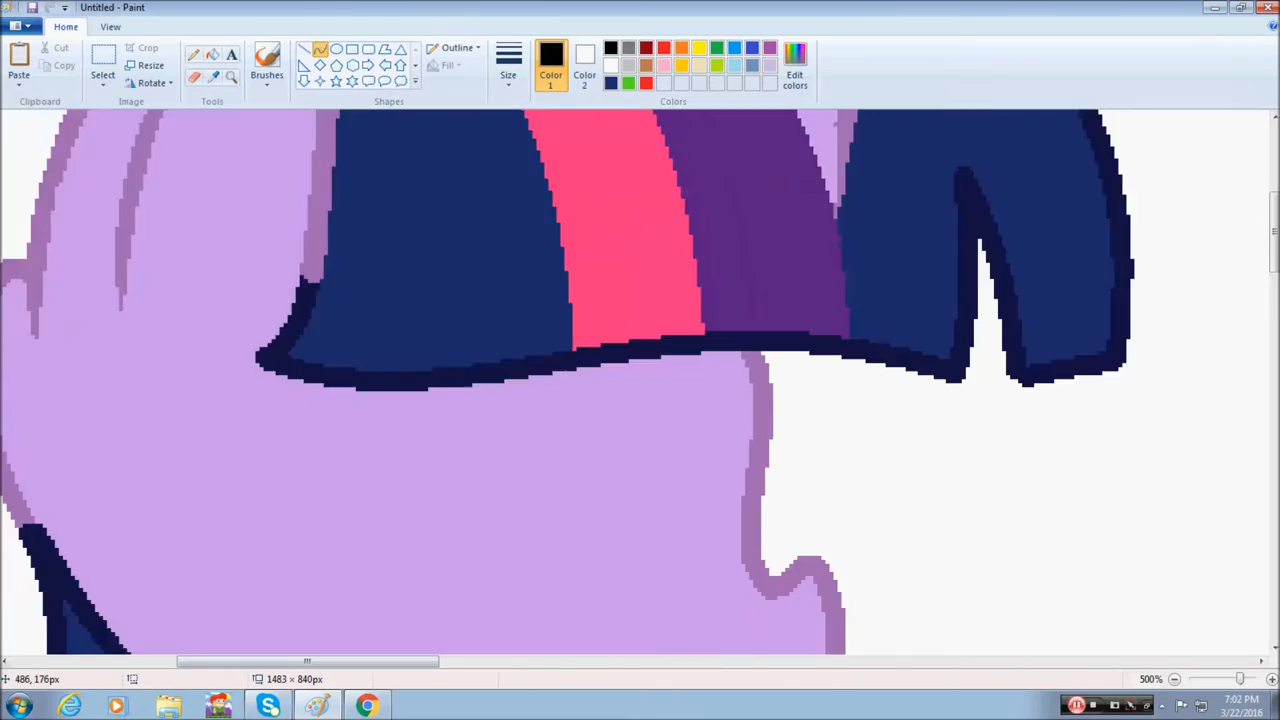 Untitled - Paint
Home
View
Paste
Cut
Copy
Clipboard
Select
Crop
Resize
Rotate
Image
A
Tools
Brushes
Outline
Fill
Shapes
Size
Color 1
Color 2
Edit colors
Colors
486, 176px
1483 × 840px
500%
7:02 PM
3/22/2016